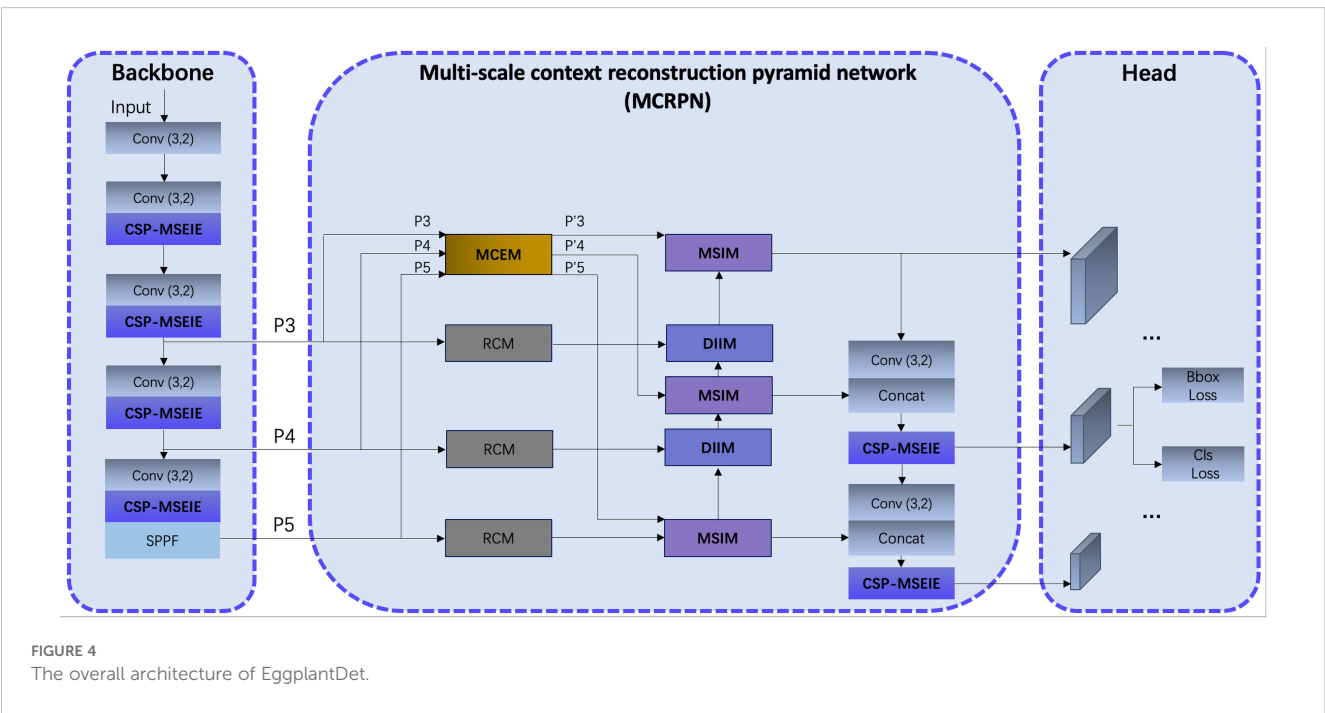 Backbone
Input
Conv (3,2)
Conv (3,2)
CSP-MSEIE
Conv (3,2)
CSP-MSEIE
Conv (3,2)
CSP-MSEIE
Conv (3,2)
CSP-MSEIE
SPPF
P3
P4
P5
Multi-scale context reconstruction pyramid network
(MCRPN)
P3
P4
P5
MCEM
P'3
P'4
P'5
RCM
RCM
RCM
MSIM
DIIM
MSIM
DIIM
MSIM
Conv (3,2)
Concat
CSP-MSEIE
Conv (3,2)
Concat
CSP-MSEIE
Head
...
Bbox
Loss
Cls
Loss
...
FIGURE 4
The overall architecture of EggplantDet.